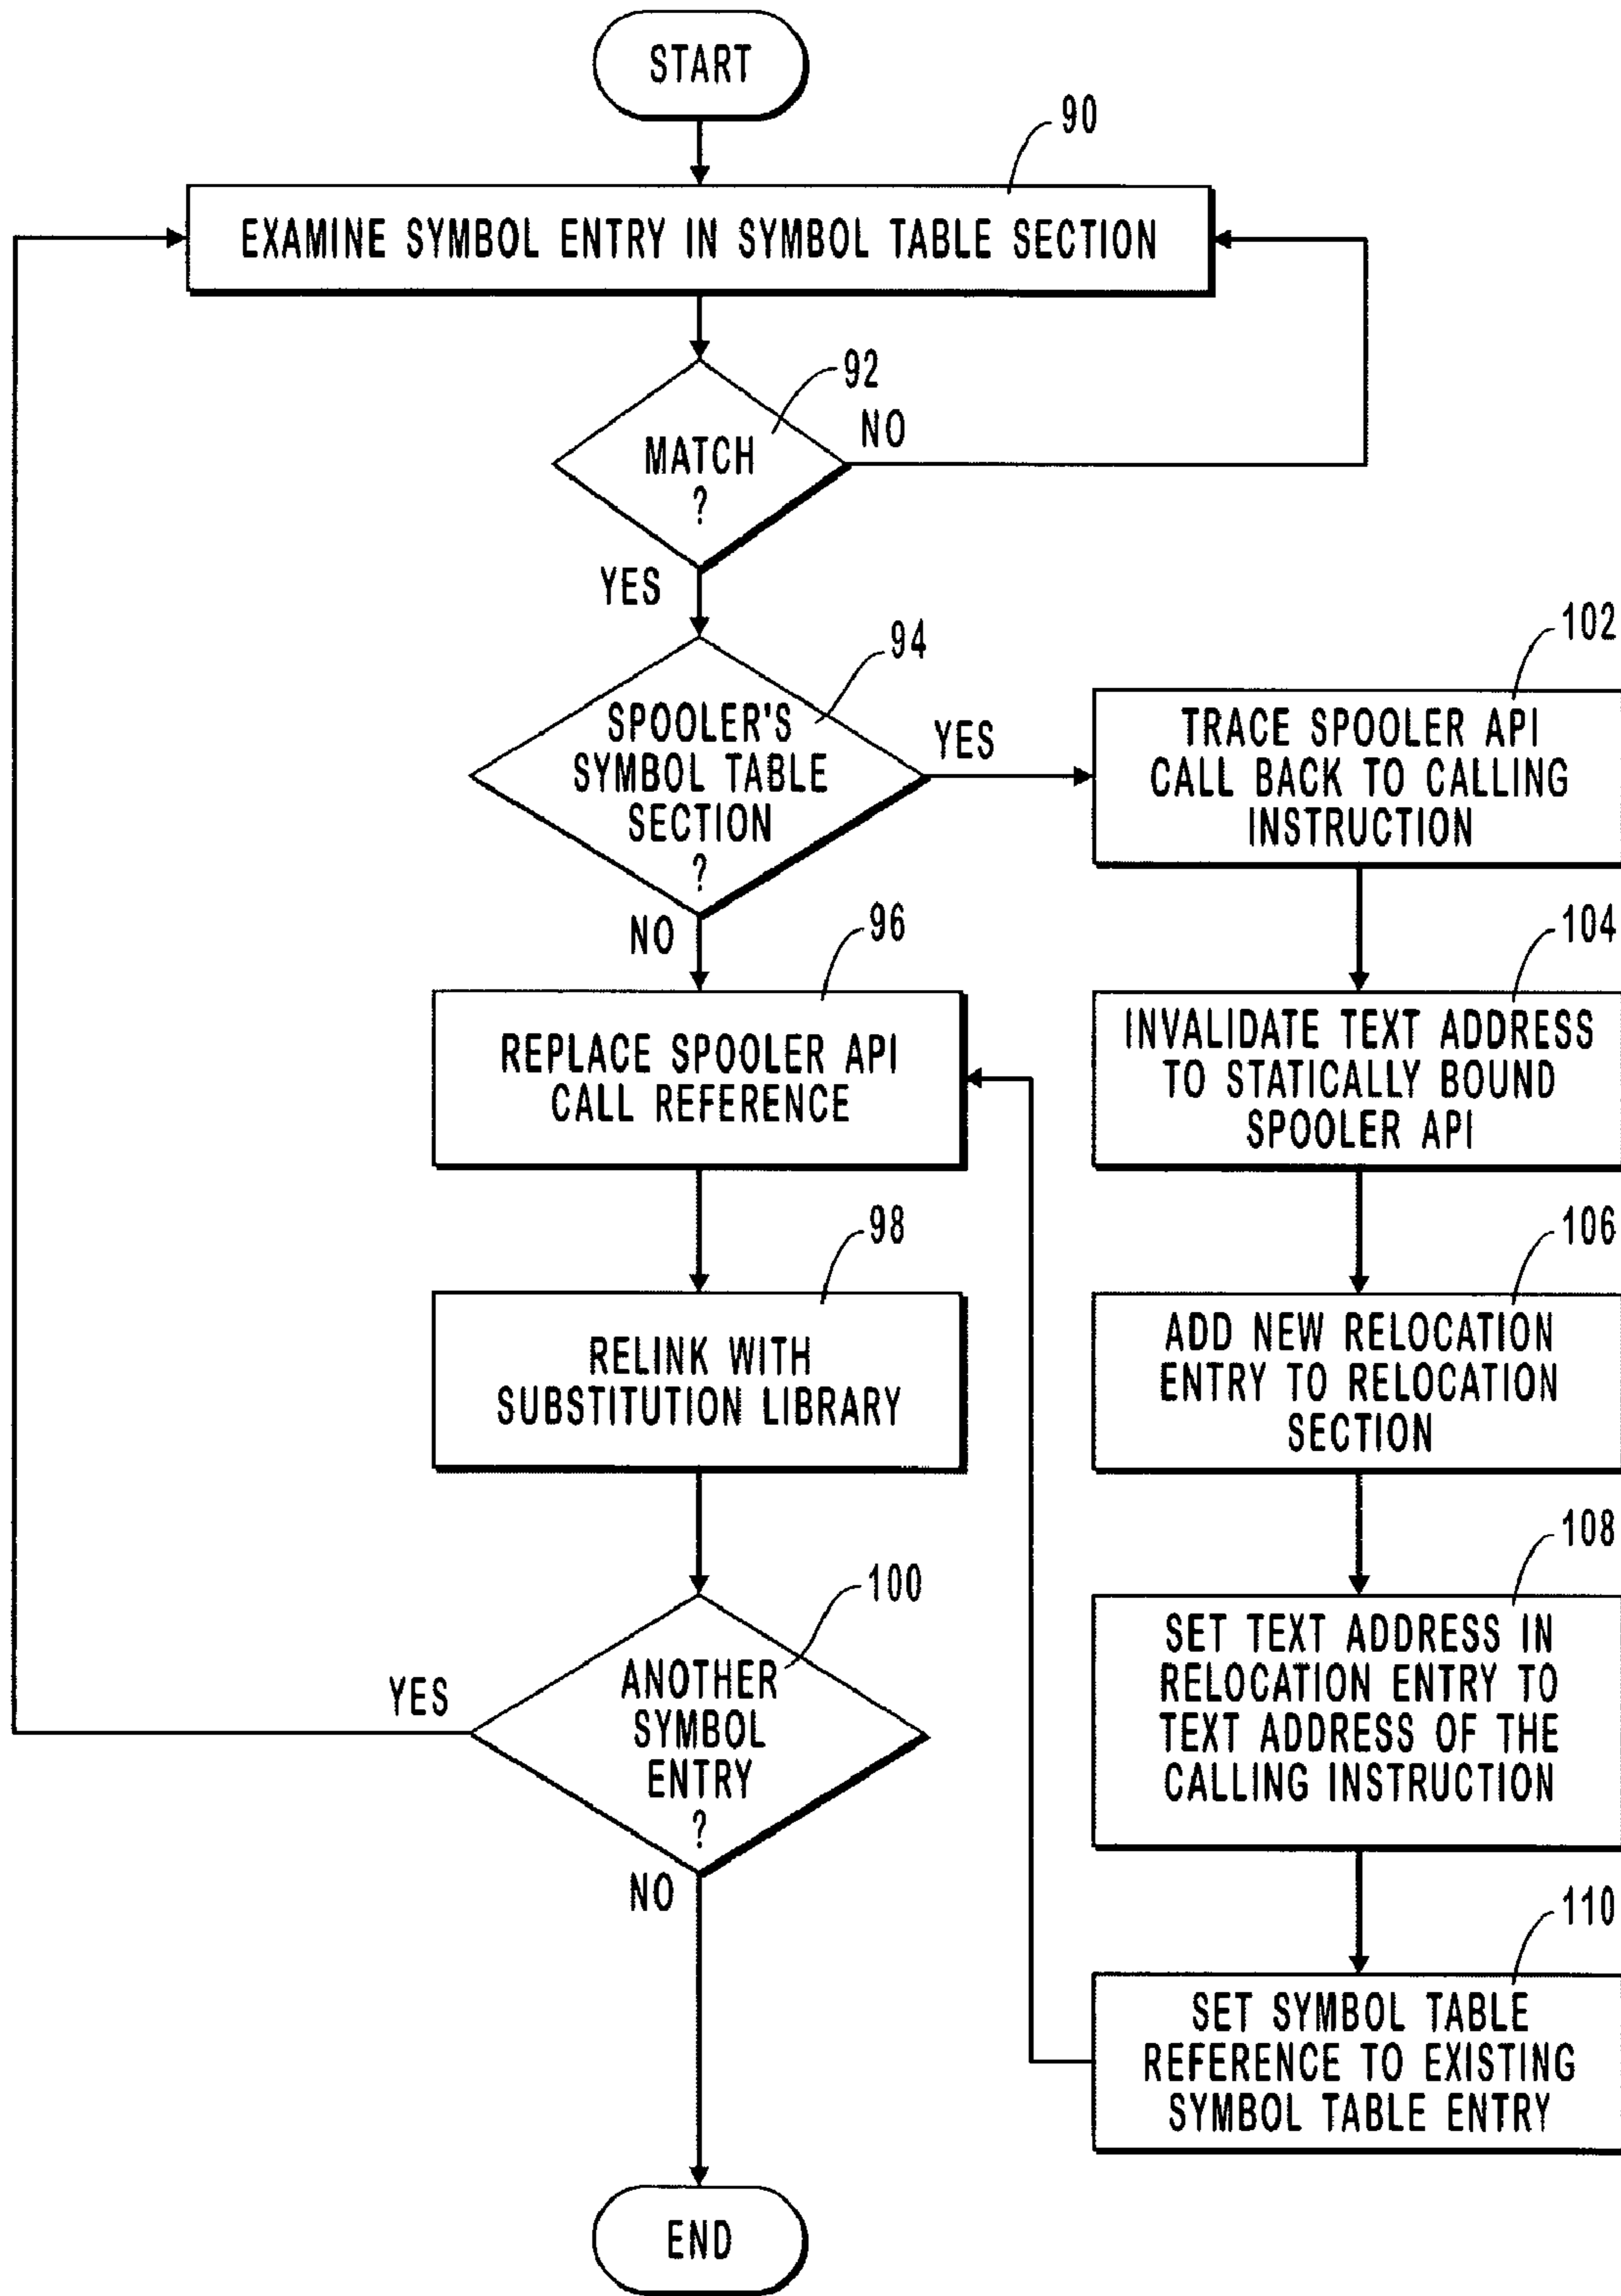 START
90
EXAMINE SYMBOL ENTRY IN SYMBOL TABLE SECTION
92
MATCH
?
NO
YES
94
SPOOLER'S
SYMBOL TABLE
SECTION
?
YES
NO
102
TRACE SPOOLER API
CALL BACK TO CALLING
INSTRUCTION
96
REPLACE SPOOLER API
CALL REFERENCE
104
INVALIDATE TEXT ADDRESS
TO STATICALLY BOUND
SPOOLER API
98
RELINK WITH
SUBSTITUTION LIBRARY
106
ADD NEW RELOCATION
ENTRY TO RELOCATION
SECTION
100
ANOTHER
SYMBOL
ENTRY
?
YES
NO
108
SET TEXT ADDRESS IN
RELOCATION ENTRY TO
TEXT ADDRESS OF THE
CALLING INSTRUCTION
110
SET SYMBOL TABLE
REFERENCE TO EXISTING
SYMBOL TABLE ENTRY
END